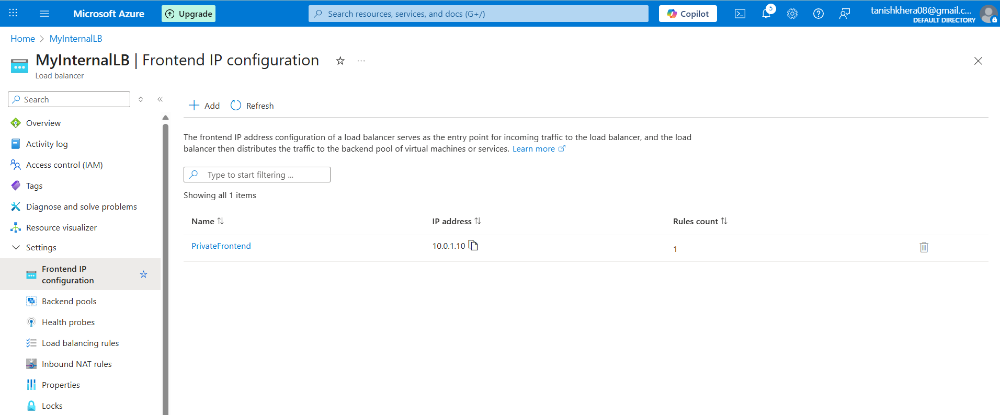 Microsoft Azure
Upgrade
Search resources, services, and docs (G+/)
Copilot
5
tanishkhera08@gmail.c...
DEFAULT DIRECTORY
Home > MyInternalLB
MyInternalLB | Frontend IP configuration
Load balancer
Search
Add
Refresh
Overview
Activity log
Access control (IAM)
Tags
Diagnose and solve problems
Resource visualizer
Settings
Frontend IP
configuration
Backend pools
Health probes
Load balancing rules
Inbound NAT rules
Properties
Locks
The frontend IP address configuration of a load balancer serves as the entry point for incoming traffic to the load balancer, and the load
balancer then distributes the traffic to the backend pool of virtual machines or services. Learn more
Type to start filtering ...
Showing all 1 items
Name IP address Rules count
PrivateFrontend 10.0.1.10 1